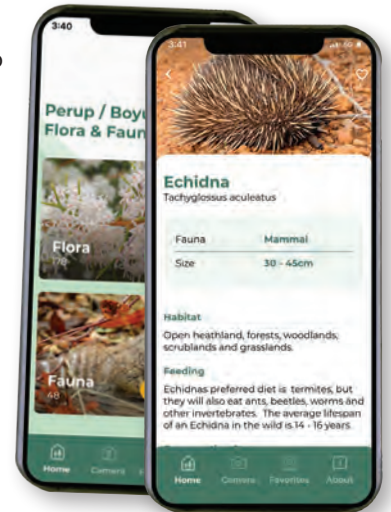 3:40
Perup /
Flora &
Flora
178
Fauna
48
Home
Camera
3:41
Echidna
Tachyglossus aculeatus
Fauna Mammal
Size 30 - 45cm
Habitat
Open heathland, forests, woodlands,
scrublands and grasslands.
Feeding
Echidnas preferred diet is termites, but
they will also eat ants, beetles, worms and
other invertebrates. The average lifespan
of an Echidna in the wild is 14 - 16 years.
Home Camera Favorites About